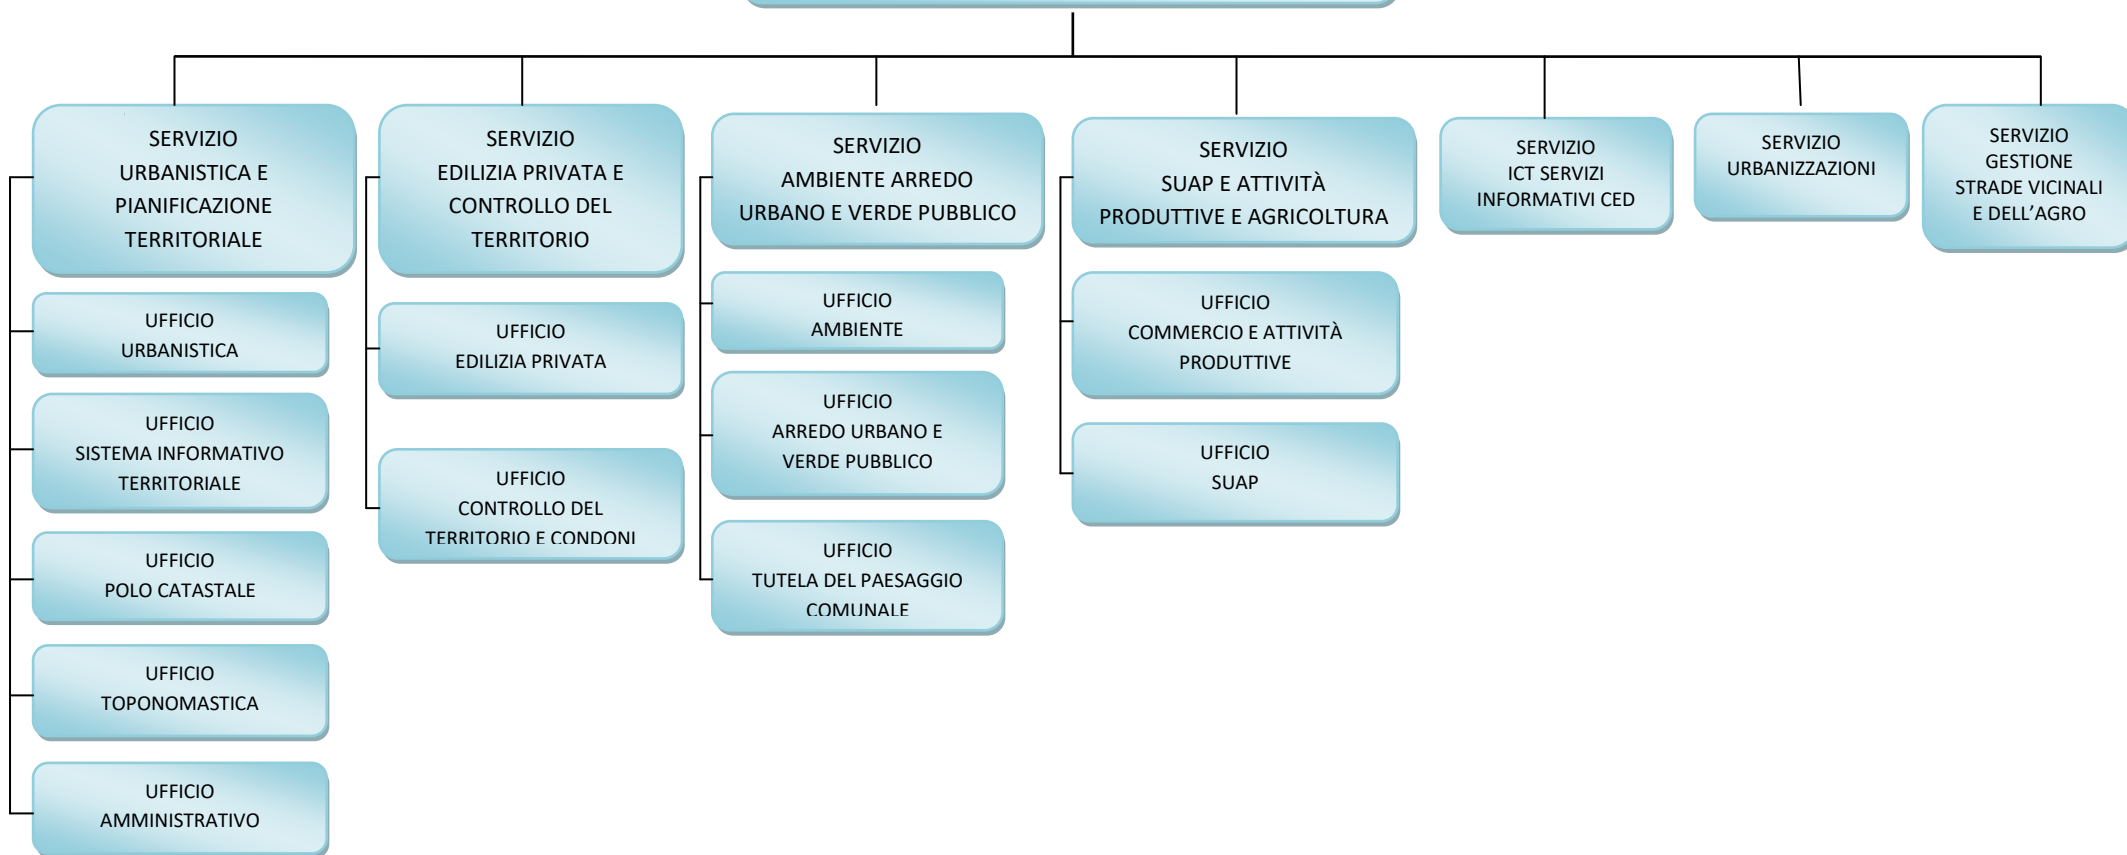 SERVIZIO
URBANISTICA E
PIANIFICAZIONE
TERRITORIALE
UFFICIO
URBANISTICA
UFFICIO
SISTEMA INFORMATIVO
TERRITORIALE
UFFICIO
POLO CATASTALE
UFFICIO
TOPONOMASTICA
UFFICIO
AMMINISTRATIVO
SERVIZIO
EDILIZIA PRIVATA E
CONTROLLO DEL
TERRITORIO
UFFICIO
EDILIZIA PRIVATA
UFFICIO
CONTROLLO DEL
TERRITORIO E CONDONI
SERVIZIO
AMBIENTE ARREDO
URBANO E VERDE PUBBLICO
UFFICIO
AMBIENTE
UFFICIO
ARREDO URBANO E
VERDE PUBBLICO
UFFICIO
TUTELA DEL PAESAGGIO
COMUNALE
SERVIZIO
SUAP E ATTIVITÀ
PRODUTTIVE E AGRICOLTURA
UFFICIO
COMMERCIO E ATTIVITÀ
PRODUTTIVE
UFFICIO
SUAP
SERVIZIO
ICT SERVIZI
INFORMATIVI CED
SERVIZIO
URBANIZZAZIONI
SERVIZIO
GESTIONE
STRADE VICINALI
E DELL’AGRO